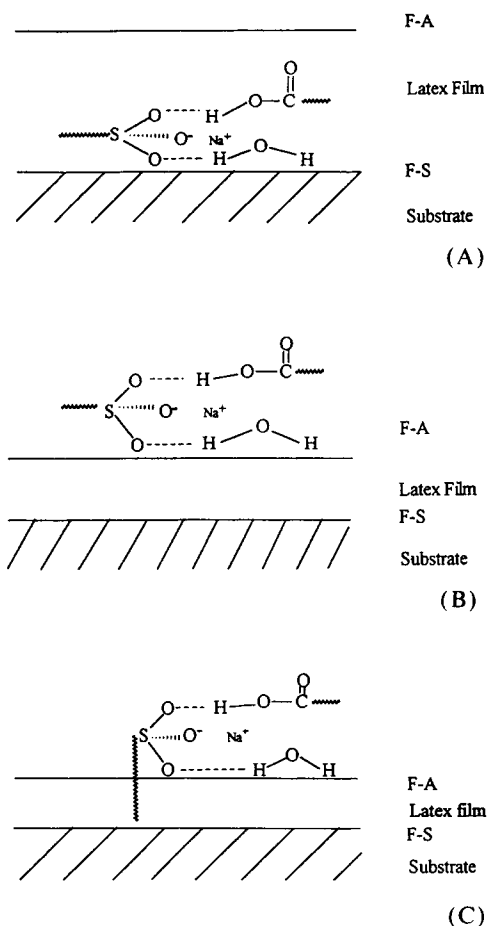 F-A
O
O H O C
Latex Film
S O⁻ Na⁺
O H O H
F-S
Substrate
(A)
O
O H O C
S O⁻ Na⁺
O H O H
F-A
Latex Film
F-S
Substrate
(B)
O
O H O C
S O⁻ Na⁺
O H O H
F-A
Latex film
F-S
Substrate
(C)